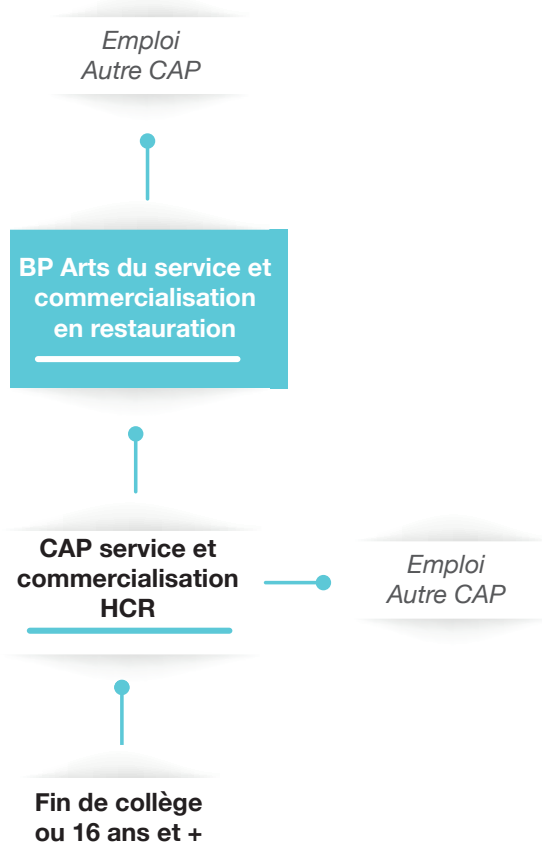 Emploi
Autre CAP
BP Arts du service et
commercialisation
en restauration
CAP service et
commercialisation
HCR
Emploi
Autre CAP
Fin de collège
ou 16 ans et +